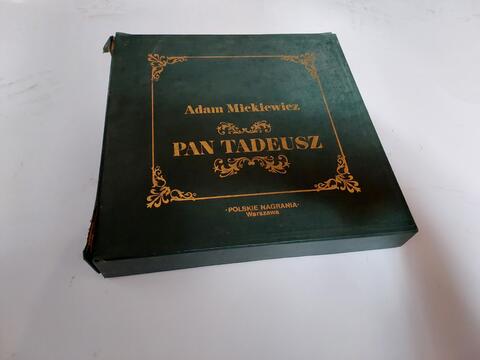 Adam Mickiewicz
PAN TADEUSZ
·POLSKIE NAGRANIA·
Warszawa